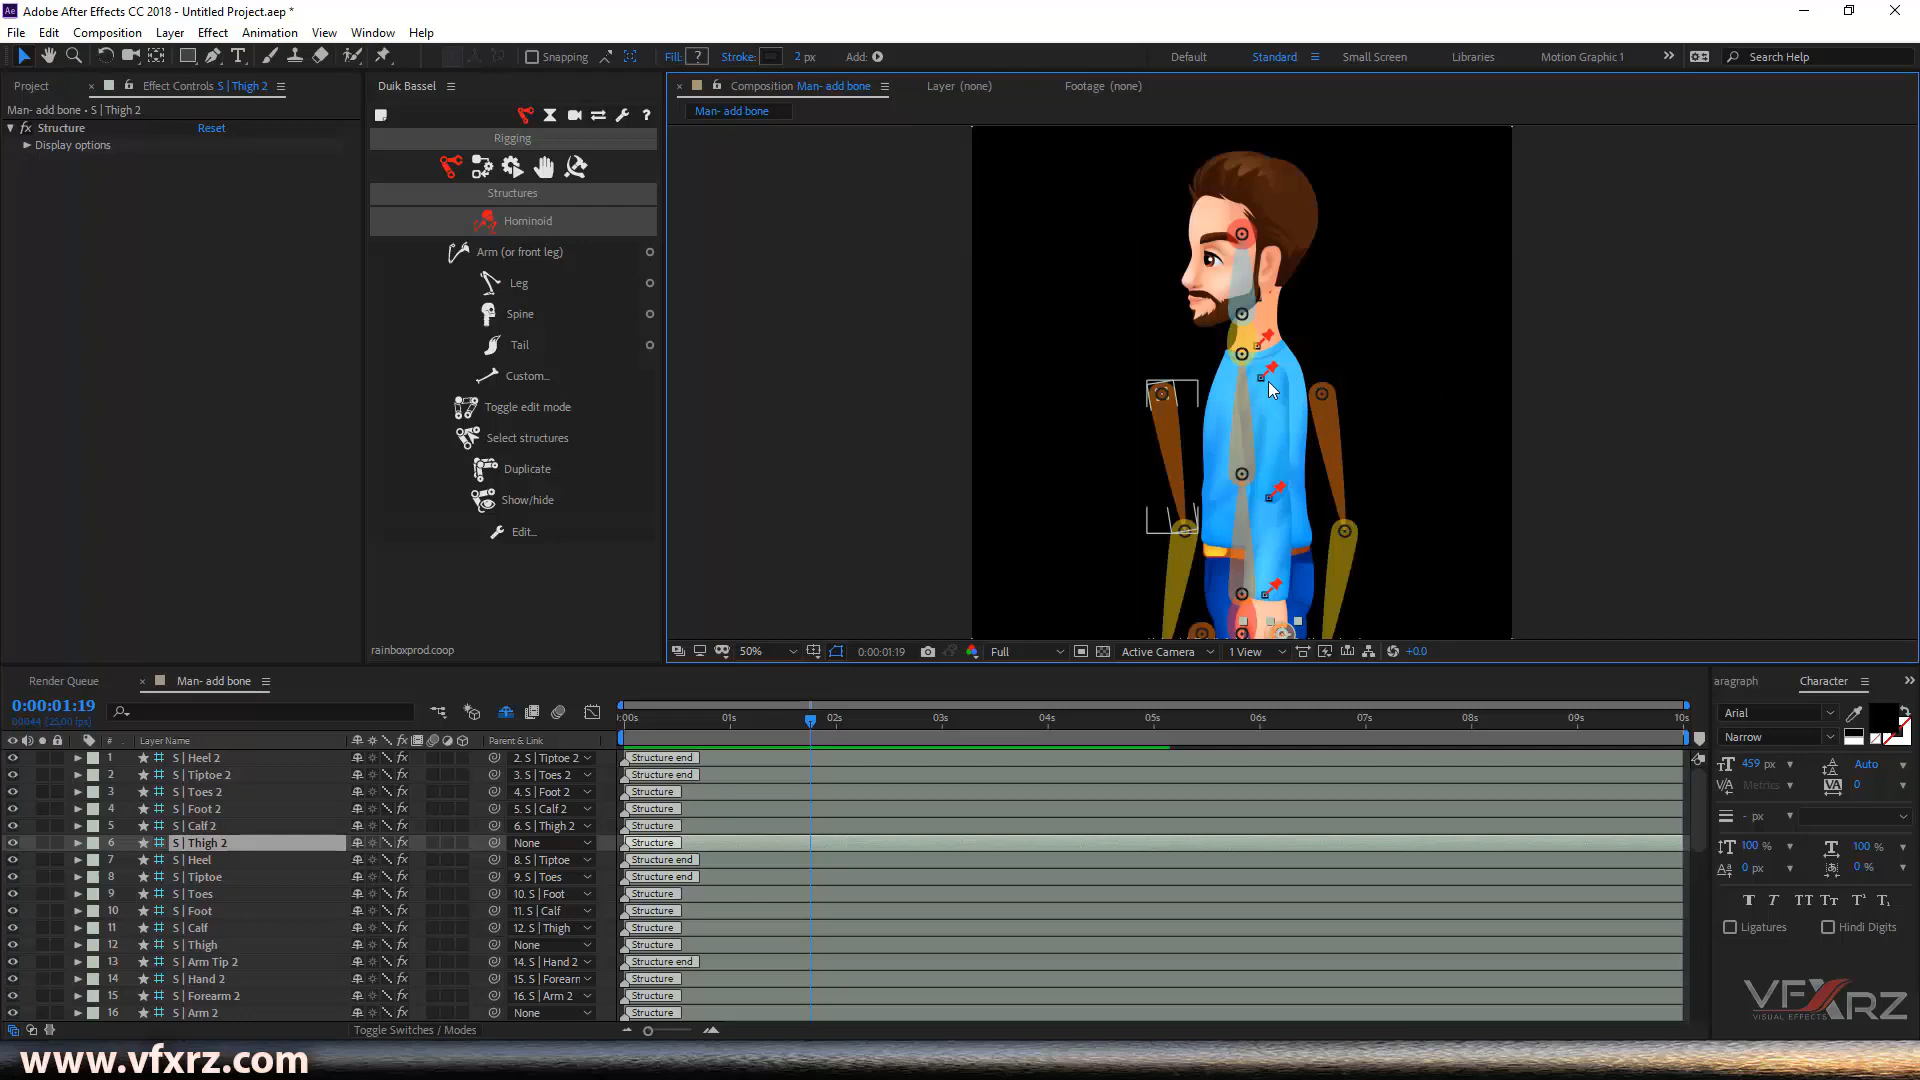 Adobe After Effects CC 2018 - Untitled Project.aep *
File Edit Composition Layer Effect Animation View Window Help
Snapping Fill: ? Stroke: 2 px Add: Default Standard Small Screen Libraries Motion Graphic1 Search Help
Project Effect Controls S | Thigh 2
Man- add bone • S | Thigh 2
fx Structure Reset
Display options
Duik Bassel
Rigging
Structures
Hominoid
Arm (or front leg)
Leg
Spine
Tail
Custom...
Toggle edit mode
Select structures
Duplicate
Show/hide
Edit...
rainboxprod.coop
Composition Man- add bone Layer (none) Footage (none)
Man- add bone
50% 0:00:01:19 Full Active Camera 1 View +0.0
Render Queue Man- add bone
0:00:01:19
00044 (25.00 fps)
:00s 01s 02s 03s 04s 05s 06s 07s 08s 09s 10s
# Layer Name Parent & Link
1 S | Heel 2 2. S | Tiptoe 2 Structure end
2 S | Tiptoe 2 3. S | Toes 2 Structure end
3 S | Toes 2 4. S | Foot 2 Structure
4 S | Foot 2 5. S | Calf 2 Structure
5 S | Calf 2 6. S | Thigh 2 Structure
6 S | Thigh 2 None Structure
7 S | Heel 8. S | Tiptoe Structure end
8 S | Tiptoe 9. S | Toes Structure end
9 S | Toes 10. S | Foot Structure
10 S | Foot 11. S | Calf Structure
11 S | Calf 12. S | Thigh Structure
12 S | Thigh None Structure
13 S | Arm Tip 2 14. S | Hand 2 Structure end
14 S | Hand 2 15. S | Forearm Structure
15 S | Forearm 2 16. S | Arm 2 Structure
16 S | Arm 2 None Structure
Toggle Switches / Modes
aragraph Character
Arial
Narrow
459 px Auto
Metrics 0
- px
100 % 100 %
0 px 0 %
T T TT Tт T¹ T₁
Ligatures Hindi Digits
VFXRZ
VISUAL EFFECTS
www.vfxrz.com